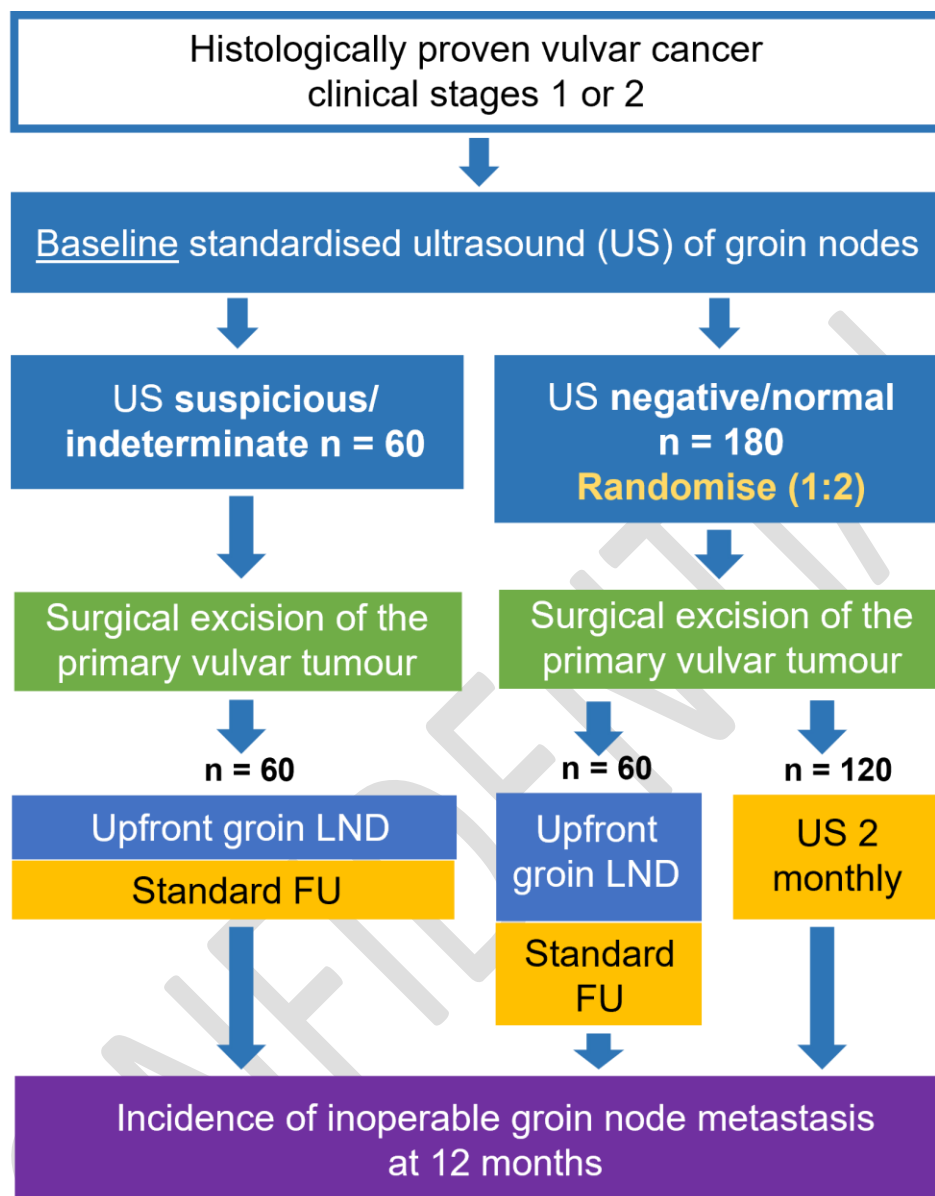 Histologically proven vulvar cancer
clinical stages 1 or 2
Baseline standardised ultrasound (US) of groin nodes
US suspicious/
indeterminate n = 60
US negative/normal
n = 180
Randomise (1:2)
Surgical excision of the
primary vulvar tumour
Surgical excision of the
primary vulvar tumour
n = 60
Upfront groin LND
Standard FU
n = 60
Upfront
groin LND
Standard
FU
n = 120
US 2
monthly
Incidence of inoperable groin node metastasis
at 12 months